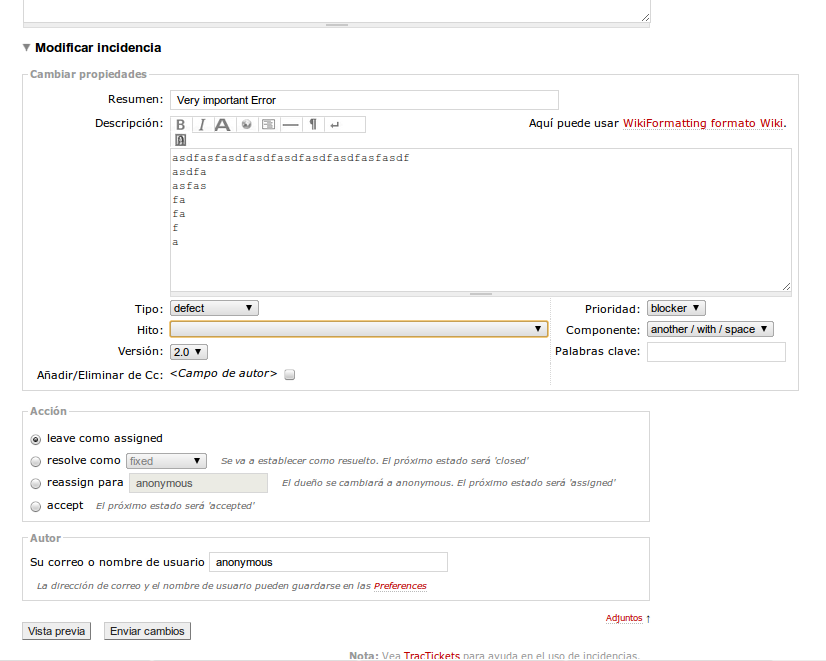 Modificar incidencia
Cambiar propiedades
Resumen: Very important Error
Descripción: B I A ¶ Aquí puede usar WikiFormatting formato Wiki.
asdfasfasdfasdfasdfasdfasdfasfasdf
asdfa
asfas
fa
fa
f
a
Tipo: defect Prioridad: blocker
Hito: Componente: another / with / space
Versión: 2.0 Palabras clave:
Añadir/Eliminar de Cc: <Campo de autor>
Acción
leave como assigned
resolve como fixed Se va a establecer como resuelto. El próximo estado será 'closed'
reassign para anonymous El dueño se cambiará a anonymous. El próximo estado será 'assigned'
accept El próximo estado será 'accepted'
Autor
Su correo o nombre de usuario anonymous
La dirección de correo y el nombre de usuario pueden guardarse en las Preferences
Adjuntos ↑
Vista previa Enviar cambios
Nota: Vea TracTickets para ayuda en el uso de incidencias.